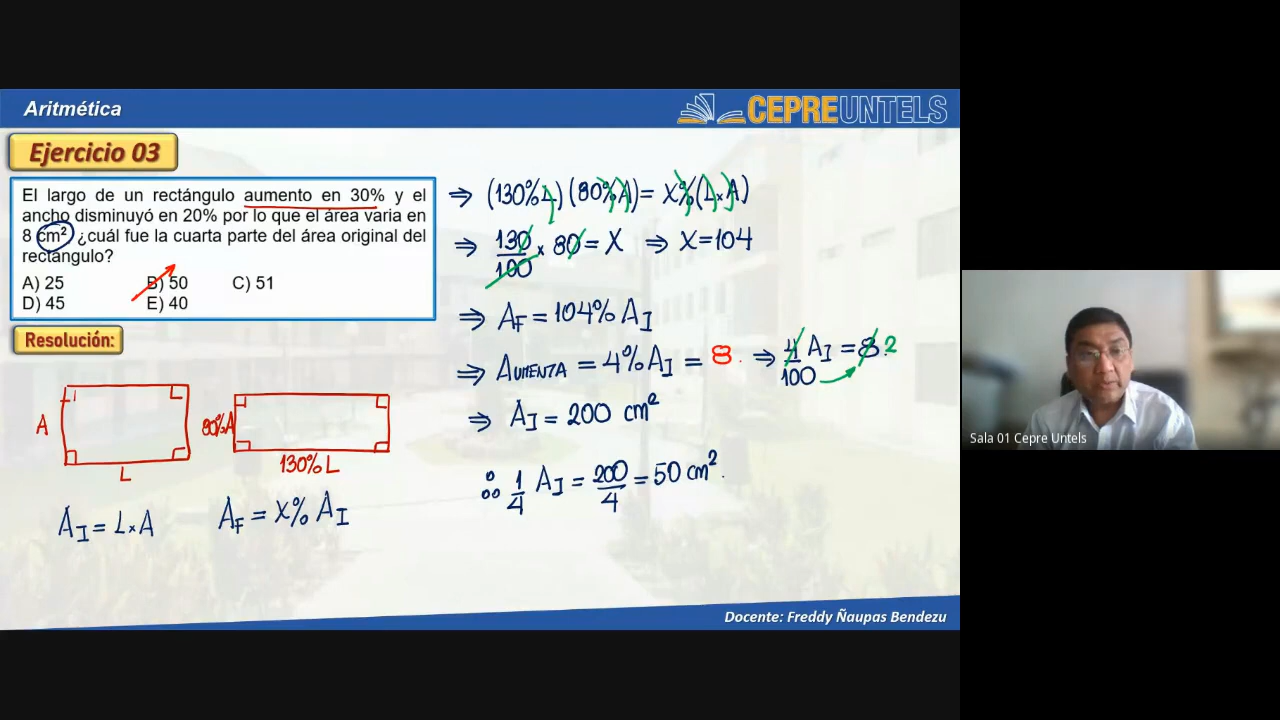 Aritmética
CEPREUNTELS
Ejercicio 03
El largo de un rectángulo aumento en 30% y el
ancho disminuyó en 20% por lo que el área varia en
8 cm² ¿cuál fue la cuarta parte del área original del
rectángulo?
A) 25 B) 50 C) 51
D) 45 E) 40
Resolución:
A
L
80%A
130% L
A_I = L×A
A_F = X% A_I
⇒ (130%L)(80%A) = X%(L×A)
⇒ 130/100 × 80 = X ⇒ X=104
⇒ A_F = 104% A_I
⇒ AUMENTA = 4% A_I = 8. ⇒ 4/100 A_I = 8 2.
⇒ A_I = 200 cm²
∴ 1/4 A_I = 200/4 = 50 cm².
Docente: Freddy Ñaupas Bendezu
Sala 01 Cepre Untels